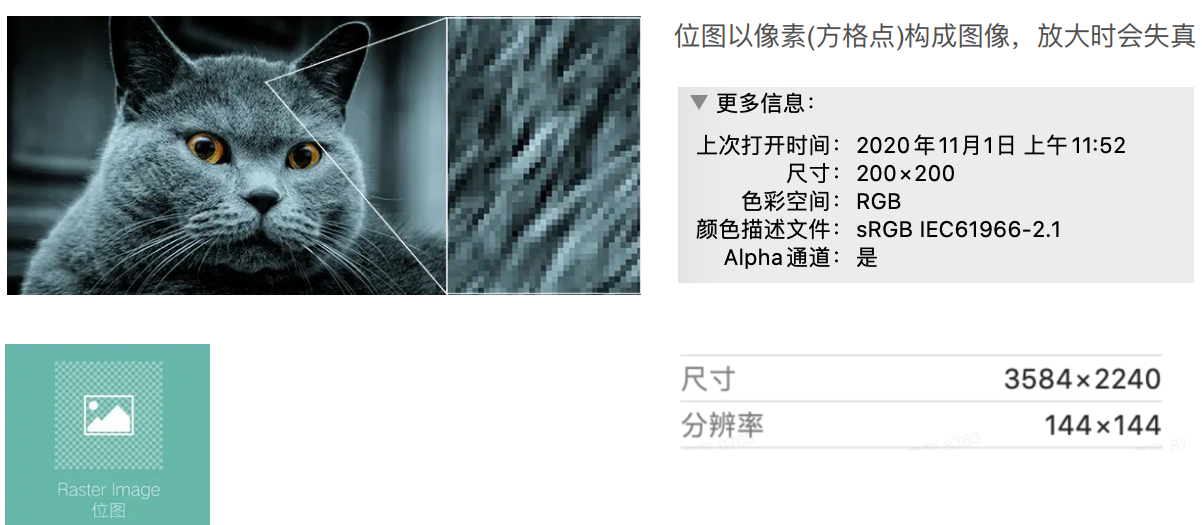 位图以像素(方格点)构成图像，放大时会失真
▼ 更多信息：
上次打开时间： 2020年11月1日 上午11:52
尺寸： 200×200
色彩空间： RGB
颜色描述文件： sRGB IEC61966-2.1
Alpha通道： 是
Raster Image
位图
尺寸 3584×2240
分辨率 144×144